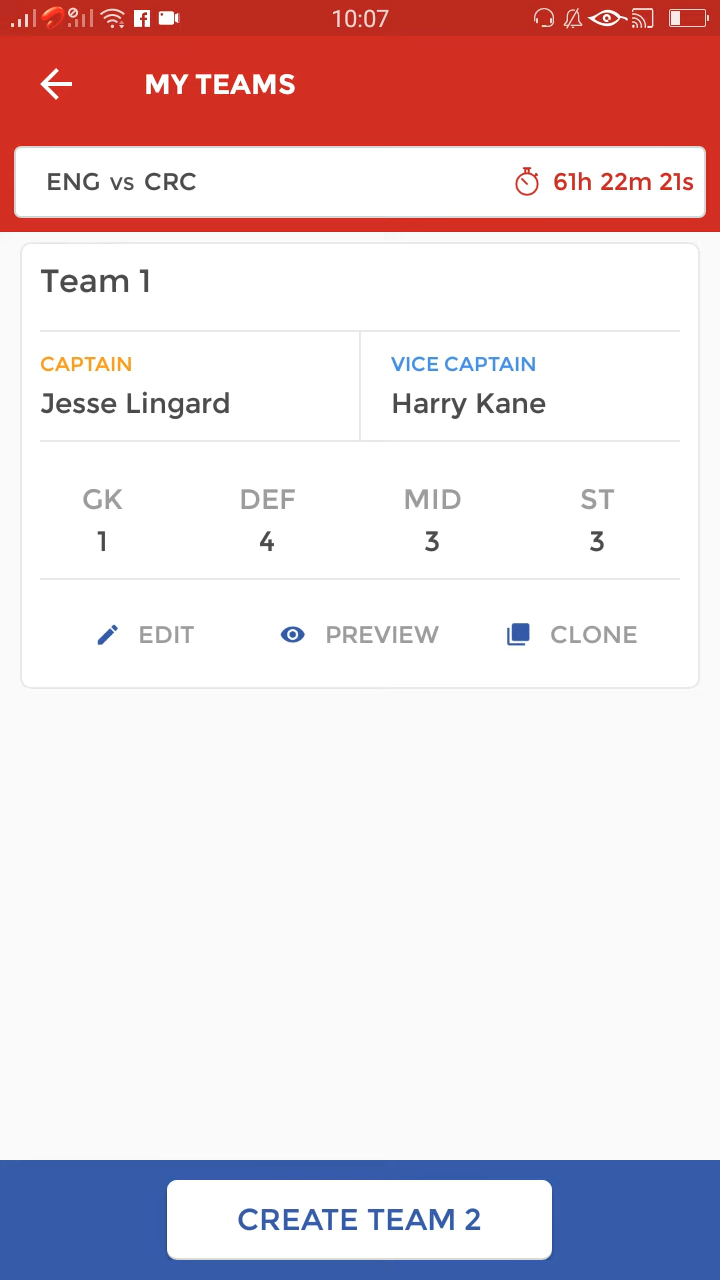 10:07
MY TEAMS
ENG vs CRC 61h 22m 21s
Team 1
CAPTAIN VICE CAPTAIN
Jesse Lingard Harry Kane
GK DEF MID ST
1 4 3 3
EDIT PREVIEW CLONE
CREATE TEAM 2